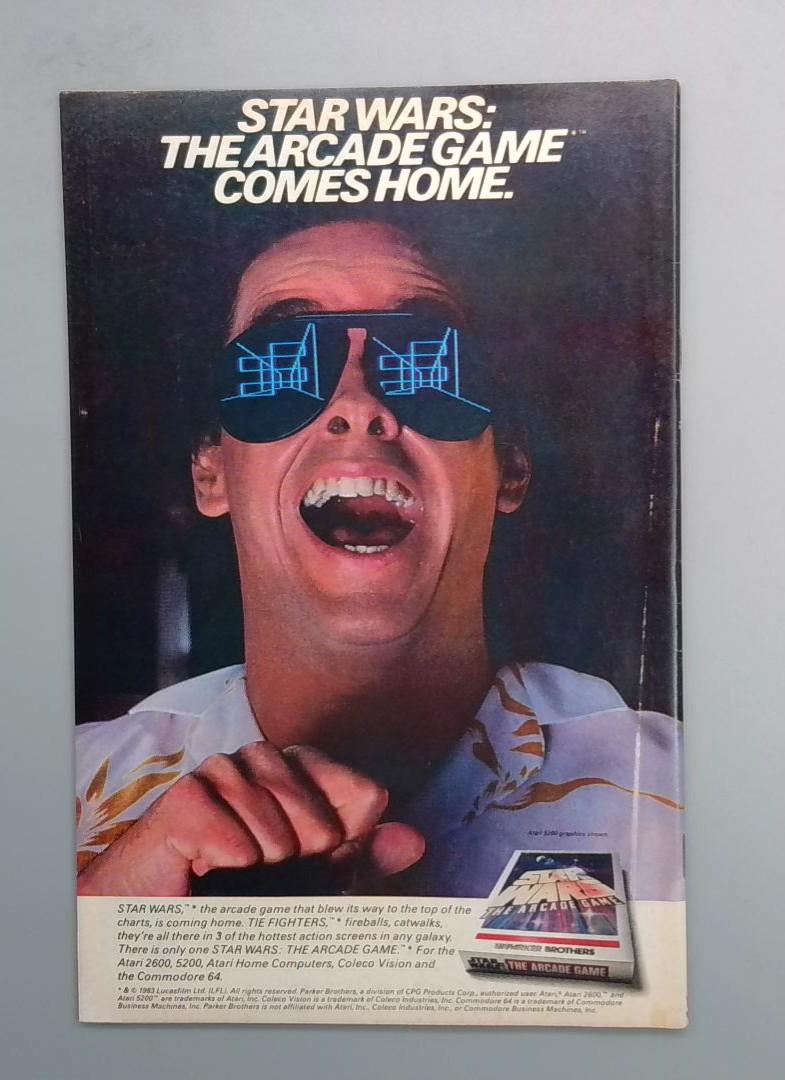 STAR WARS:
THE ARCADE GAME*™
COMES HOME.
Atari 5200 graphics shown.
STAR WARS,™* the arcade game that blew its way to the top of the
charts, is coming home. TIE FIGHTERS,™* fireballs, catwalks,
they're all there in 3 of the hottest action screens in any galaxy.
There is only one STAR WARS: THE ARCADE GAME.™* For the
Atari 2600, 5200, Atari Home Computers, Coleco Vision and
the Commodore 64.
STAR
WARS
THE ARCADE GAME
PARKER BROTHERS
STAR
WARS
THE ARCADE GAME
* & © 1983 Lucasfilm Ltd. (LFL). All rights reserved. Parker Brothers, a division of CPG Products Corp., authorized user. Atari,® Atari 2600,™ and
Atari 5200™ are trademarks of Atari, Inc. Coleco Vision is a trademark of Coleco Industries, Inc. Commodore 64 is a trademark of Commodore
Business Machines, Inc. Parker Brothers is not affiliated with Atari, Inc., Coleco Industries, Inc., or Commodore Business Machines, Inc.